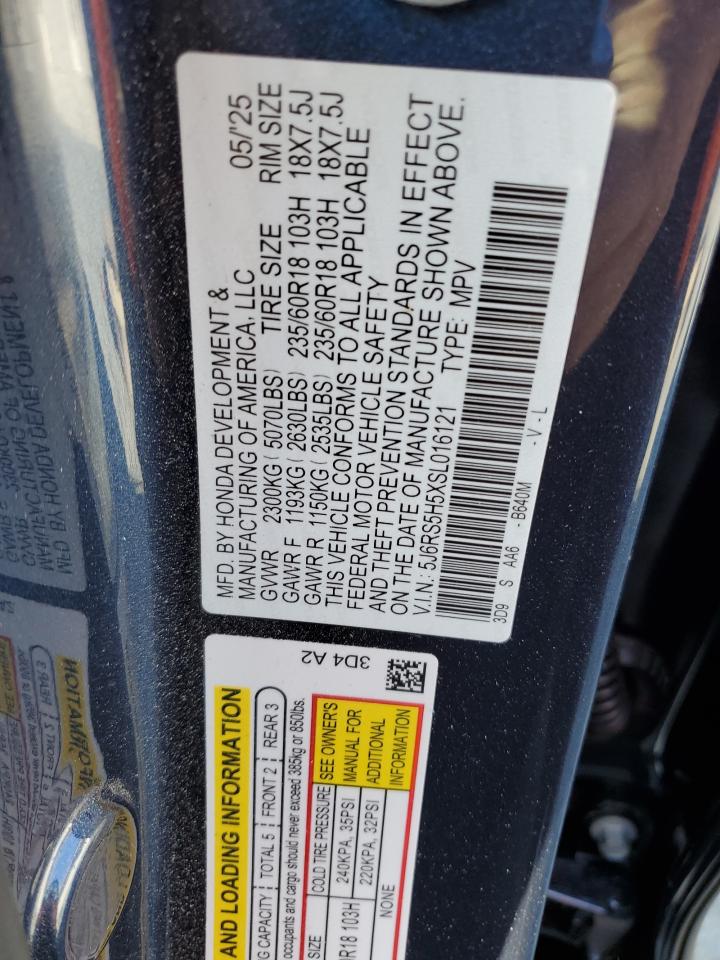 MFD. BY HONDA DEVELOPMENT &
MANUFACTURING OF AMERICA, LLC 05/'25
GVWR 2300KG ( 5070LBS) TIRE SIZE RIM SIZE
GAWR F 1193KG ( 2630LBS) 235/60R18 103H 18X7.5J
GAWR R 1150KG ( 2535LBS) 235/60R18 103H 18X7.5J
THIS VEHICLE CONFORMS TO ALL APPLICABLE
FEDERAL MOTOR VEHICLE SAFETY
AND THEFT PREVENTION STANDARDS IN EFFECT
ON THE DATE OF MANUFACTURE SHOWN ABOVE.
V.I.N.: 5J6RS5H5XSL016121 TYPE: MPV
3D9 S AA6 -B640M -V -L
3D4 A2
AND LOADING INFORMATION
TOTAL 5 FRONT 2 REAR 3
occupants and cargo should never exceed 385kg or 850lbs.
SIZE COLD TIRE PRESSURE SEE OWNER'S
R18 103H 240KPA, 35PSI MANUAL FOR
220KPA, 32PSI ADDITIONAL
NONE INFORMATION